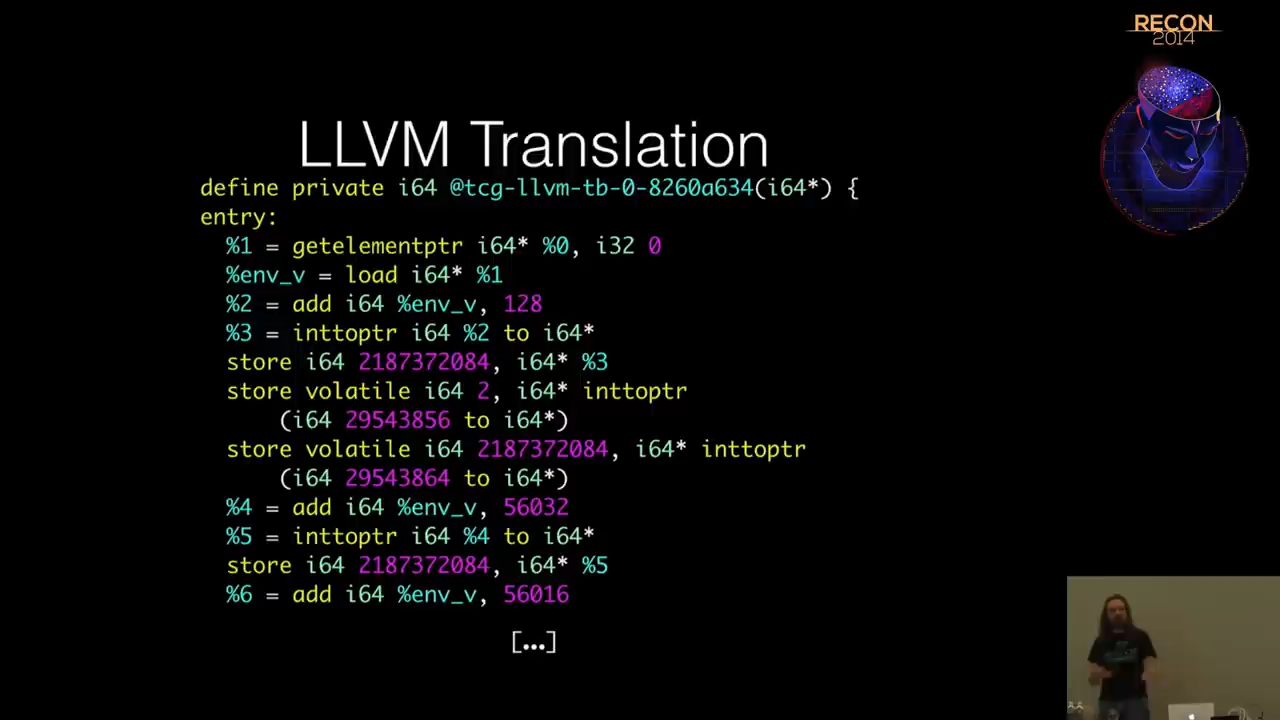 RECON
2014
LLVM Translation
define private i64 @tcg-llvm-tb-0-8260a634(i64*) {
entry:
%1 = getelementptr i64* %0, i32 0
%env_v = load i64* %1
%2 = add i64 %env_v, 128
%3 = inttoptr i64 %2 to i64*
store i64 2187372084, i64* %3
store volatile i64 2, i64* inttoptr
(i64 29543856 to i64*)
store volatile i64 2187372084, i64* inttoptr
(i64 29543864 to i64*)
%4 = add i64 %env_v, 56032
%5 = inttoptr i64 %4 to i64*
store i64 2187372084, i64* %5
%6 = add i64 %env_v, 56016
[...]